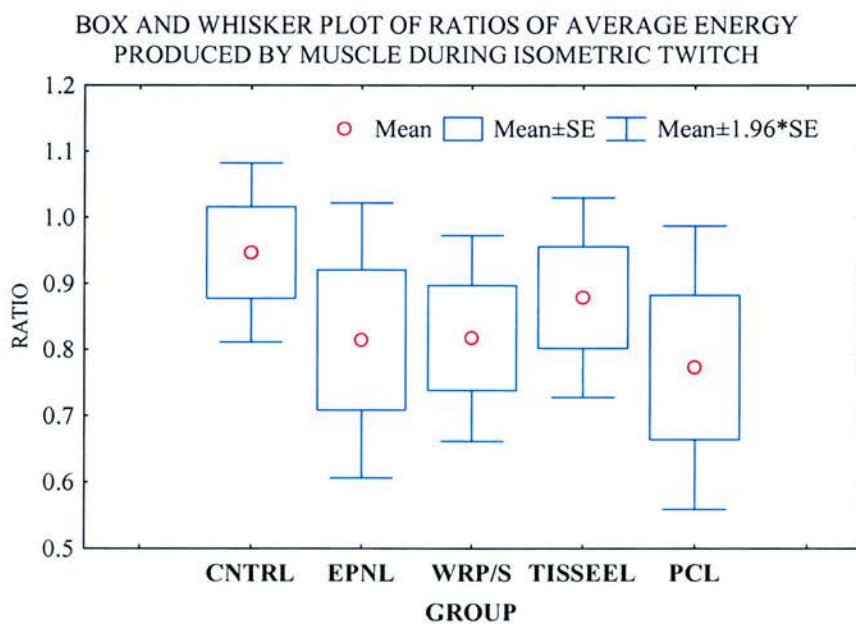 BOX AND WHISKER PLOT OF RATIOS OF AVERAGE ENERGY
PRODUCED BY MUSCLE DURING ISOMETRIC TWITCH
Mean Mean±SE Mean±1.96*SE
1.2
1.1
1.0
0.9
0.8
0.7
0.6
0.5
RATIO
CNTRL EPNL WRP/S TISSEEL PCL
GROUP